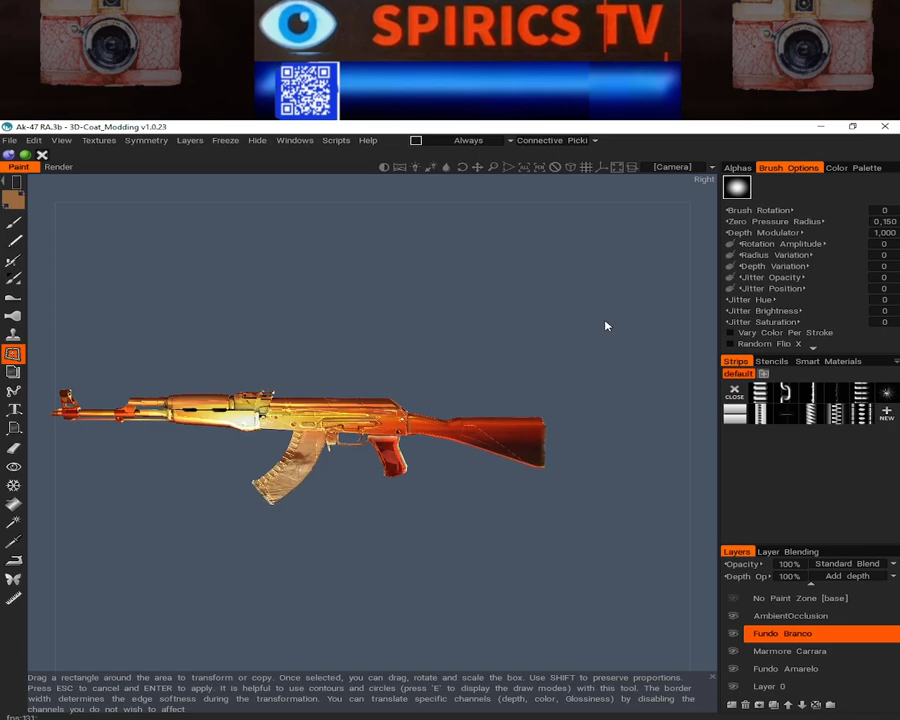 SPIRICS TV
Ak-47 RA.3b - 3D-Coat_Modding v1.0.23
File Edit View Textures Symmetry Layers Freeze Hide Windows Scripts Help Always Connective Picki
Paint Render [Camera] Alphas Brush Options Color Palette
Right
Brush Rotation 0
Zero Pressure Radius 0,150
Depth Modulator 1,000
Rotation Amplitude 0
Radius Variation 0
Depth Variation 0
Jitter Opacity 0
Jitter Position 0
Jitter Hue 0
Jitter Brightness 0
Jitter Saturation 0
Vary Color Per Stroke
Random Flip X
Strips Stencils Smart Materials
default
CLOSE
NEW
Layers Layer Blending
Opacity 100% Standard Blend
Depth Op 100% Add depth
No Paint Zone [base]
AmbientOcclusion
Fundo Branco
Marmore Carrara
Fundo Amarelo
Layer 0
Drag a rectangle around the area to transform or copy. Once selected, you can drag, rotate and scale the box. Use SHIFT to preserve proportions.
Press ESC to cancel and ENTER to apply. It is helpful to use contours and circles (press 'E' to display the draw modes) with this tool. The border
width determines the edge softness during the transformation. You can translate specific channels (depth, color, Glossiness) by disabling the
channels you do not wish to affect
fps:131;